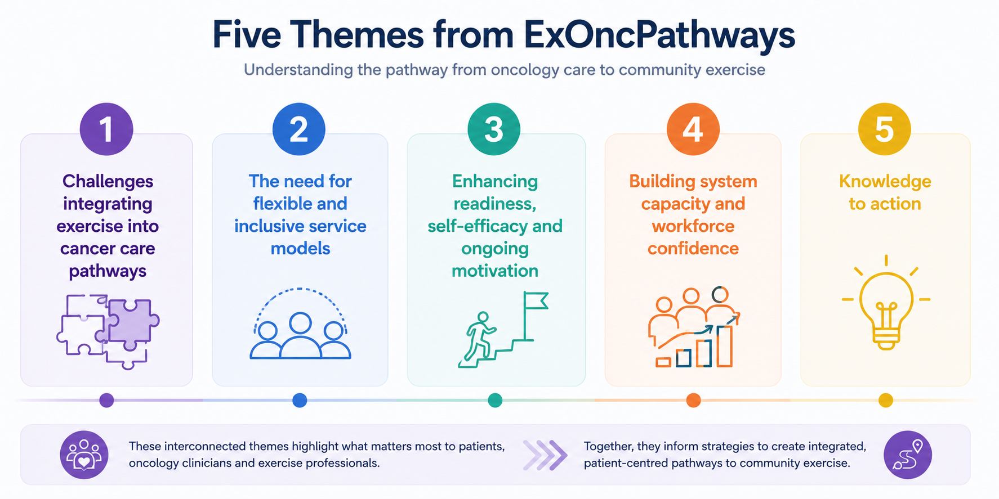 Five Themes from ExOncPathways
Understanding the pathway from oncology care to community exercise
1
Challenges
integrating
exercise into
cancer care
pathways
2
The need for
flexible and
inclusive service
models
3
Enhancing
readiness,
self-efficacy and
ongoing
motivation
4
Building system
capacity and
workforce
confidence
5
Knowledge
to action
These interconnected themes highlight what matters most to patients,
oncology clinicians and exercise professionals.
Together, they inform strategies to create integrated,
patient-centred pathways to community exercise.